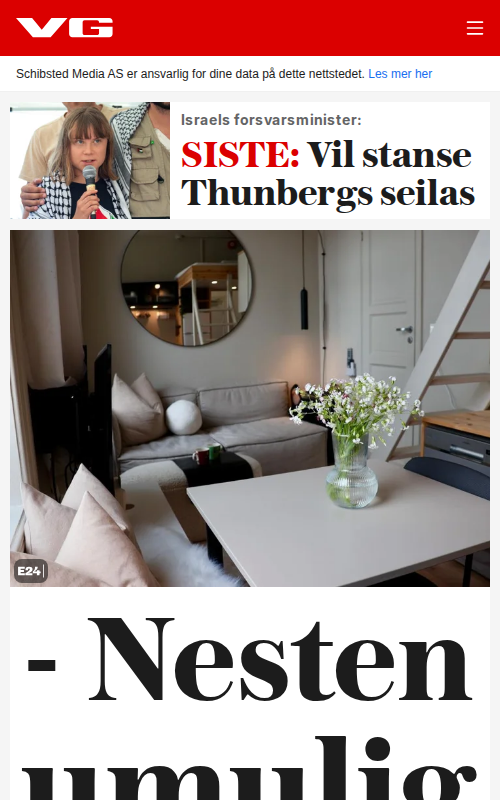 VG
Schibsted Media AS er ansvarlig for dine data på dette nettstedet. Les mer her
Israels forsvarsminister:
SISTE: Vil stanse
Thunbergs seilas
E24
- Nesten
umulig